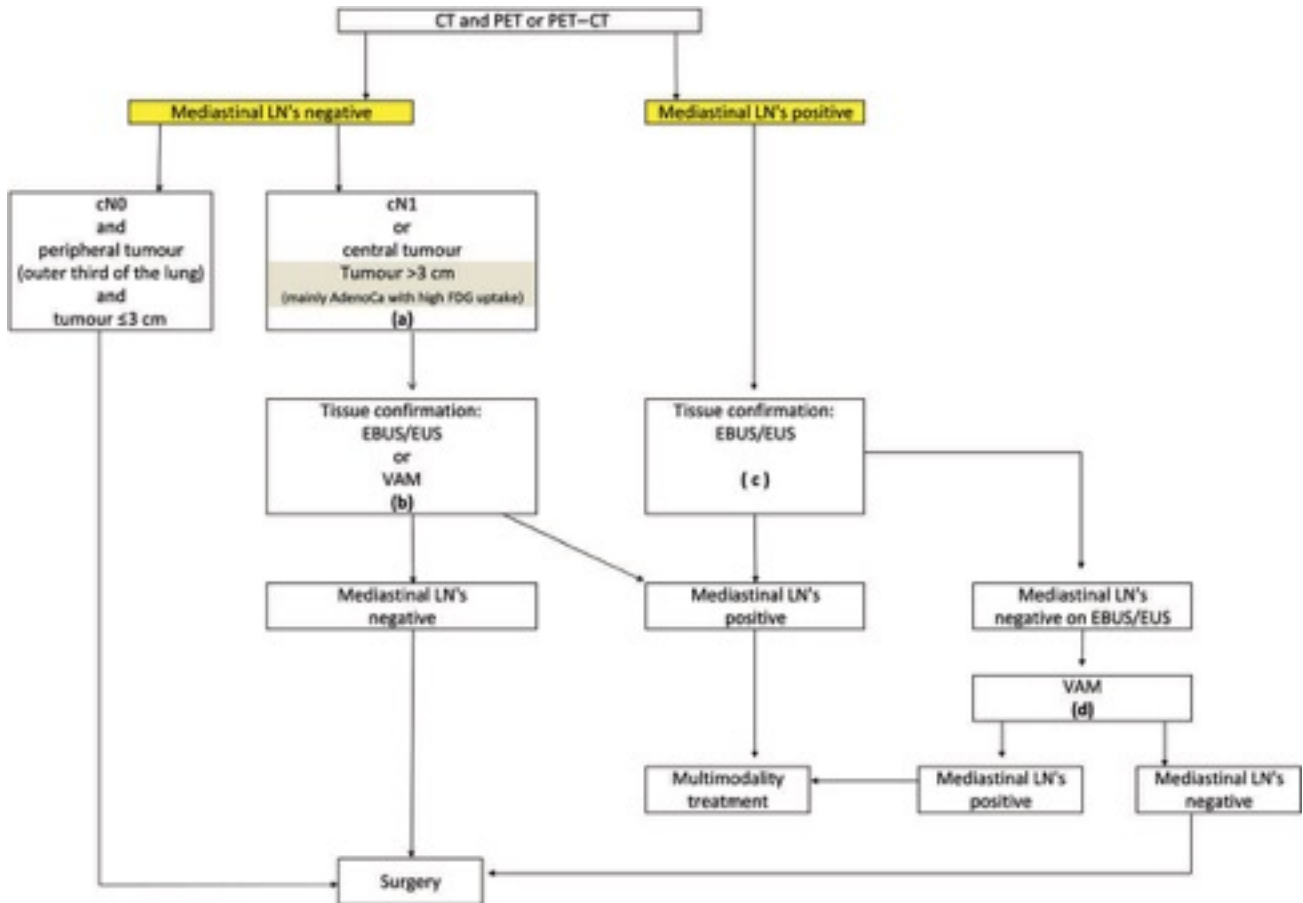 CT and PET or PET–CT
Mediastinal LN's negative
Mediastinal LN's positive
cN0
and
peripheral tumour
(outer third of the lung)
and
tumour ≤3 cm
cN1
or
central tumour
Tumour >3 cm
(mainly AdenoCa with high FDG uptake)
(a)
Tissue confirmation:
EBUS/EUS
or
VAM
(b)
Tissue confirmation:
EBUS/EUS
( c )
Mediastinal LN's
negative
Mediastinal LN's
positive
Mediastinal LN's
negative on EBUS/EUS
VAM
(d)
Multimodality
treatment
Mediastinal LN's
positive
Mediastinal LN's
negative
Surgery